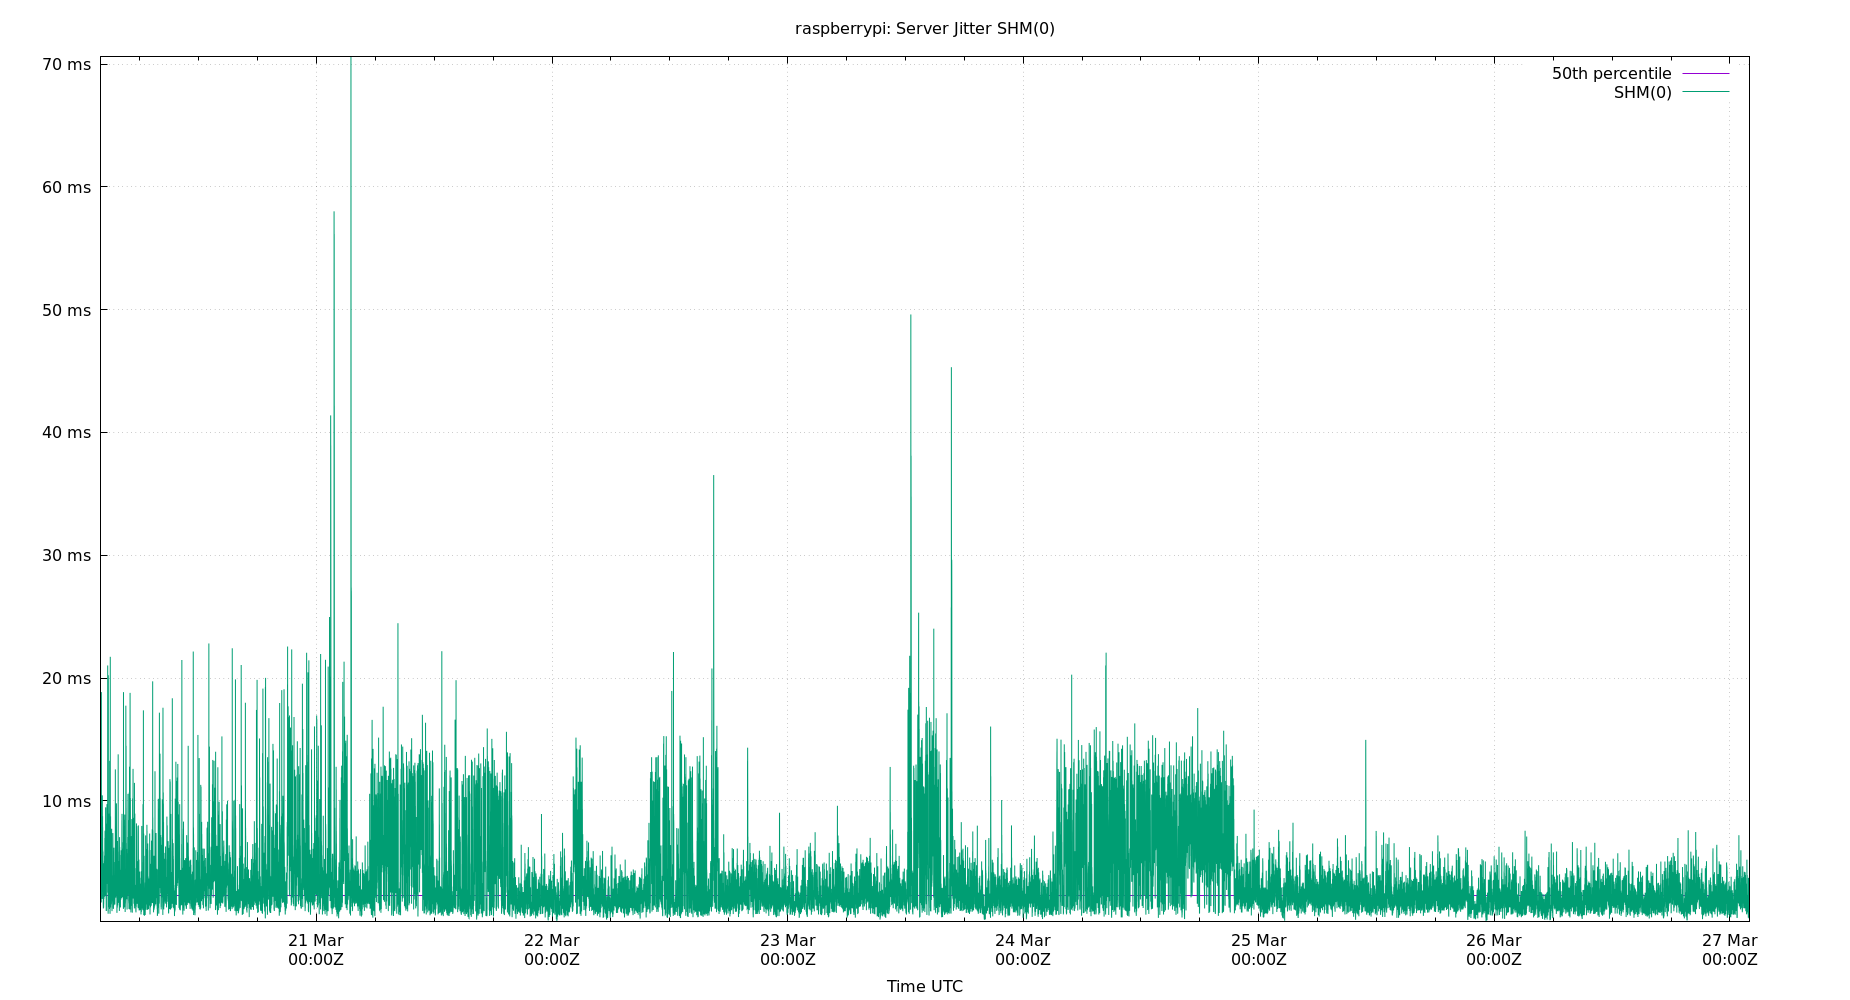 raspberrypi: Server Jitter SHM(0)
70 ms
60 ms
50 ms
40 ms
30 ms
20 ms
10 ms
50th percentile
SHM(0)
21 Mar
00:00Z
22 Mar
00:00Z
23 Mar
00:00Z
24 Mar
00:00Z
25 Mar
00:00Z
26 Mar
00:00Z
27 Mar
00:00Z
Time UTC